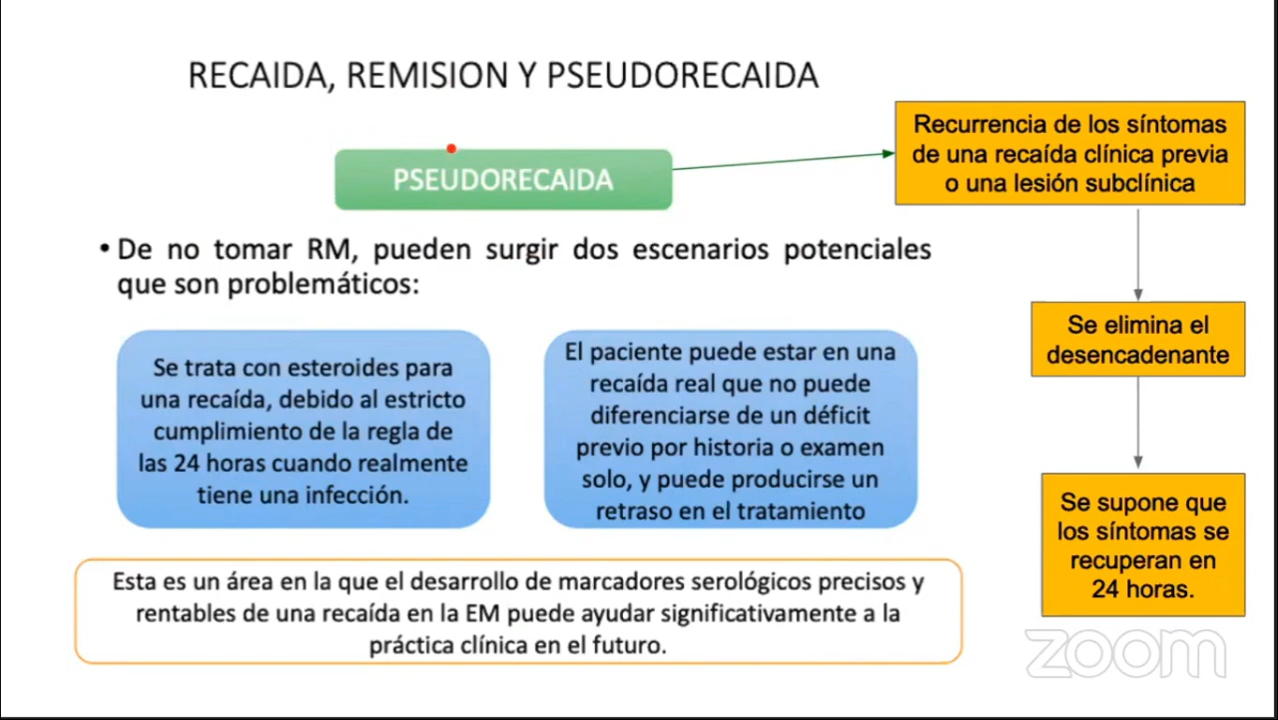 RECAIDA, REMISION Y PSEUDORECAIDA
PSEUDORECAIDA
Recurrencia de los síntomas
de una recaída clínica previa
o una lesión subclínica
• De no tomar RM, pueden surgir dos escenarios potenciales
que son problemáticos:
Se trata con esteroides para
una recaída, debido al estricto
cumplimiento de la regla de
las 24 horas cuando realmente
tiene una infección.
El paciente puede estar en una
recaída real que no puede
diferenciarse de un déficit
previo por historia o examen
solo, y puede producirse un
retraso en el tratamiento
Se elimina el
desencadenante
Se supone que
los síntomas se
recuperan en
24 horas.
Esta es un área en la que el desarrollo de marcadores serológicos precisos y
rentables de una recaída en la EM puede ayudar significativamente a la
práctica clínica en el futuro.
zoom